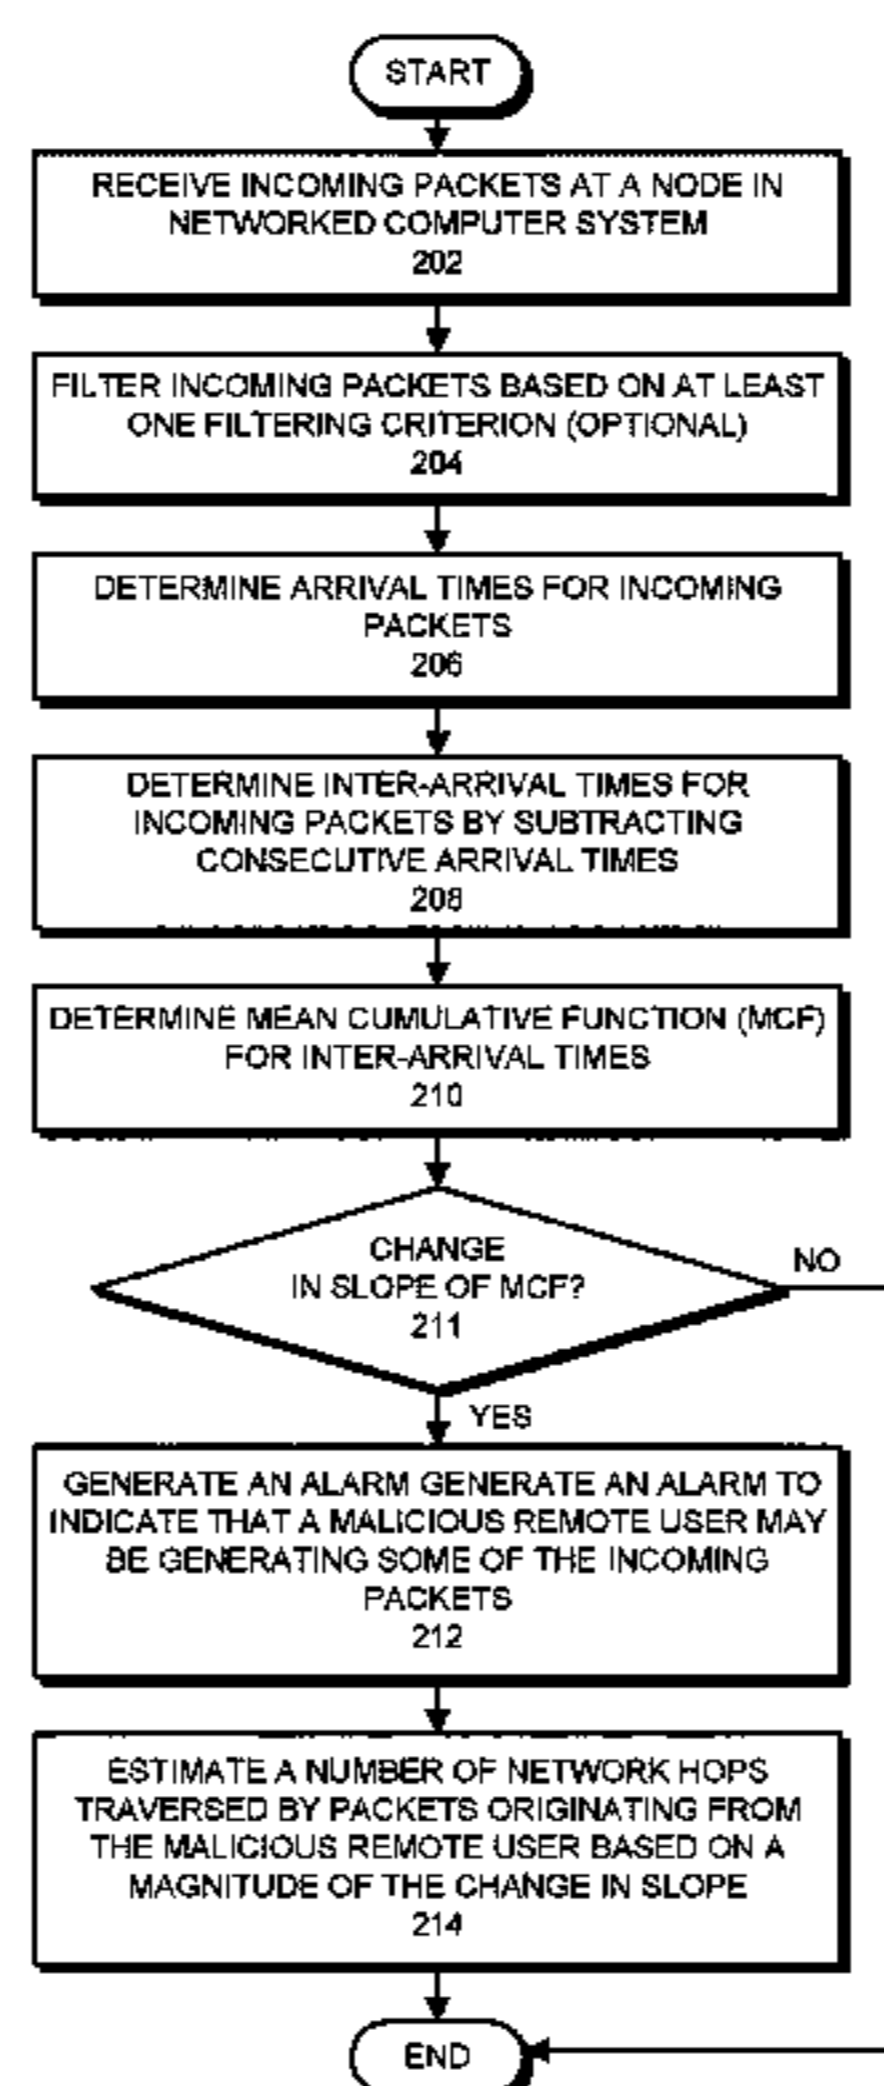 START
RECEIVE INCOMING PACKETS AT A NODE IN
NETWORKED COMPUTER SYSTEM
202
FILTER INCOMING PACKETS BASED ON AT LEAST
ONE FILTERING CRITERION (OPTIONAL)
204
DETERMINE ARRIVAL TIMES FOR INCOMING
PACKETS
206
DETERMINE INTER-ARRIVAL TIMES FOR
INCOMING PACKETS BY SUBTRACTING
CONSECUTIVE ARRIVAL TIMES
208
DETERMINE MEAN CUMULATIVE FUNCTION (MCF)
FOR INTER-ARRIVAL TIMES
210
CHANGE
IN SLOPE OF MCF?
211
NO
YES
GENERATE AN ALARM GENERATE AN ALARM TO
INDICATE THAT A MALICIOUS REMOTE USER MAY
BE GENERATING SOME OF THE INCOMING
PACKETS
212
ESTIMATE A NUMBER OF NETWORK HOPS
TRAVERSED BY PACKETS ORIGINATING FROM
THE MALICIOUS REMOTE USER BASED ON A
MAGNITUDE OF THE CHANGE IN SLOPE
214
END